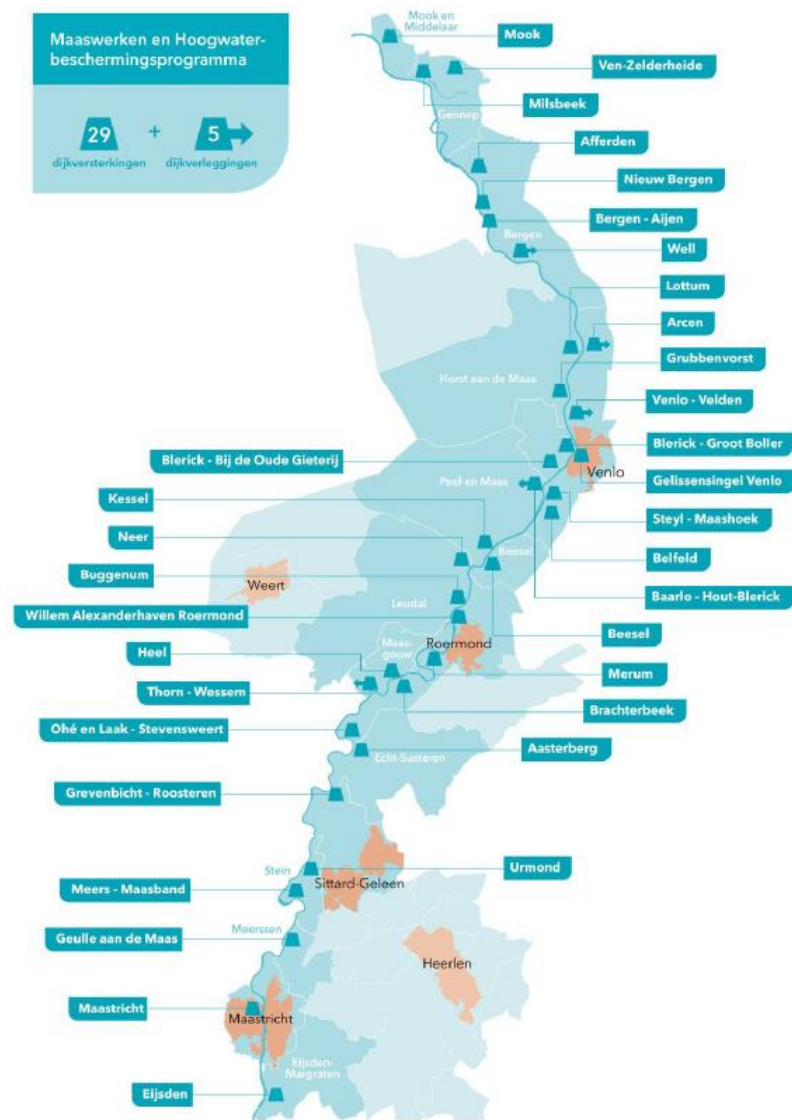 Maaswerken en Hoogwater-
beschermingsprogramma
29 + 5
dijkversterkingen dijkverleggingen
Mook en
Middelaar
Mook
Ven-Zelderheide
Milsbeek
Gennep
Afferden
Nieuw Bergen
Bergen - Aijen
Bergen
Well
Lottum
Arcen
Horst aan de Maas
Grubbenvorst
Venlo - Velden
Blerick - Groot Boller
Blerick - Bij de Oude Gieterij
Venlo
Peel en Maas
Gelissensingel Venlo
Kessel
Steyl - Maashoek
Neer
Beesel
Belfeld
Buggenum
Weert
Baarlo - Hout-Blerick
Leudal
Willem Alexanderhaven Roermond
Beesel
Roermond
Maas-
gouw
Heel
Merum
Thorn - Wessem
Brachterbeek
Ohé en Laak - Stevensweert
Aasterberg
Echt-Susteren
Grevenbicht - Roosteren
Urmond
Stein
Sittard-Geleen
Meers - Maasband
Meerssen
Geulle aan de Maas
Heerlen
Maastricht
Maastricht
Eijsden-
Margraten
Eijsden